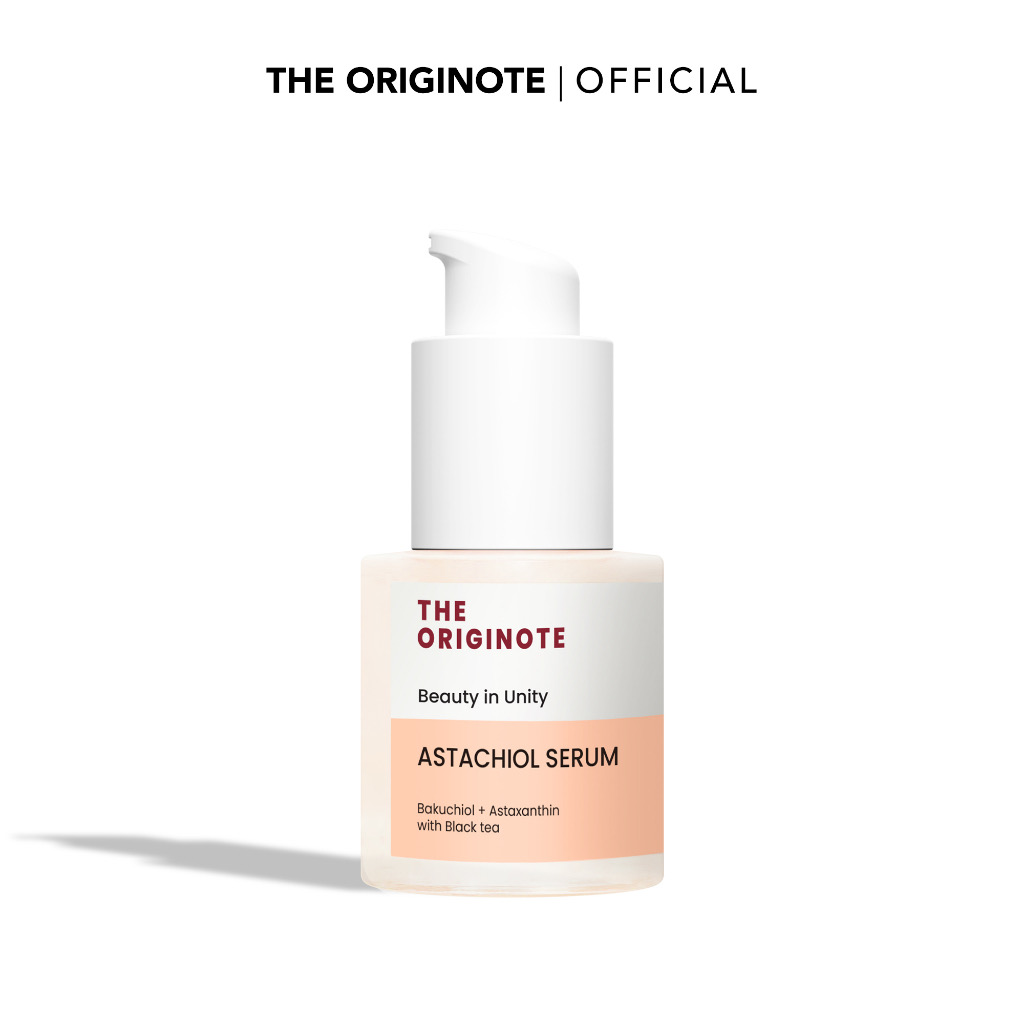 THE ORIGINOTE | OFFICIAL
THE
ORIGINOTE
Beauty in Unity
ASTACHIOL SERUM
Bakuchiol + Astaxanthin
with Black tea